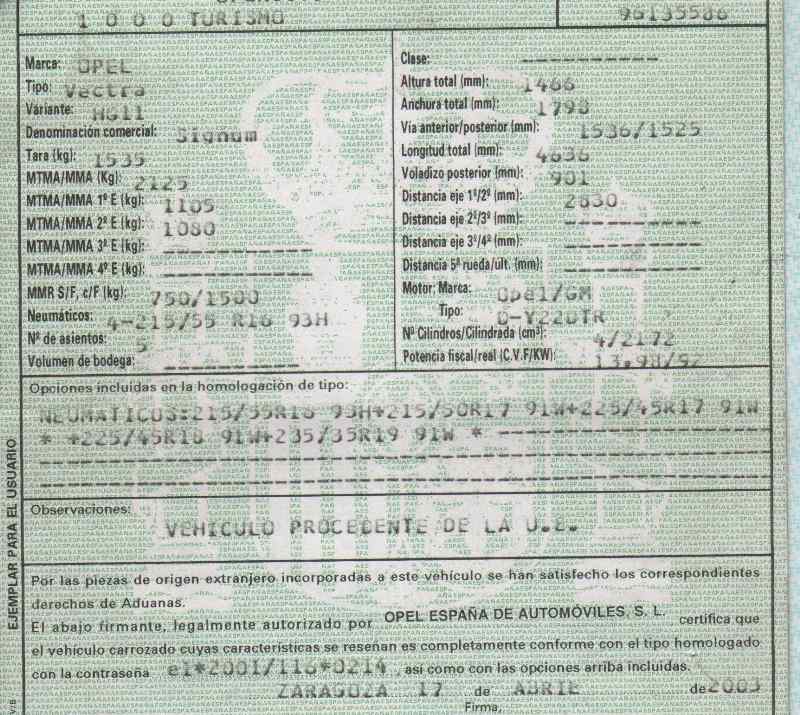 1 0 0 0 TURISMO
96135586
Marca: OPEL
Tipo: Vectra
Variante: HG11
Denominación comercial: Signum
Tara (kg): 1535
MTMA/MMA (Kg): 2125
MTMA/MMA 1º E (kg): 1105
MTMA/MMA 2º E (kg): 1080
MTMA/MMA 3º E (kg): --------------
MTMA/MMA 4º E (kg): --------------
MMR S/F, c/F (kg): 750/1500
Neumáticos: 4-215/55 R16 93H
Nº de asientos: 5
Volumen de bodega: ----------
Clase: ----------
Altura total (mm): 1466
Anchura total (mm): 1798
Vía anterior/posterior (mm): 1536/1525
Longitud total (mm): 4636
Voladizo posterior (mm): 901
Distancia eje 1º/2º (mm): 2830
Distancia eje 2º/3º (mm): ----------
Distancia eje 3º/4º (mm): ----------
Distancia 5ª rueda/últ. (mm): ----------
Motor: Marca: Opel/GM
Tipo: D-Y22DTR
Nº Cilindros/Cilindrada (cm³): 4/2172
Potencia fiscal/real (C.V.F/KW): 13,98/92
Opciones incluidas en la homologación de tipo:
NEUMATICOS:215/55R16 93H+215/50R17 91W+225/45R17 91W
* +225/45R18 91W+235/35R19 91W * --------------------
Observaciones:
VEHICULO PROCEDENTE DE LA U.E.
Por las piezas de origen extranjero incorporadas a este vehículo se han satisfecho los correspondientes
derechos de Aduanas.
El abajo firmante, legalmente autorizado por OPEL ESPAÑA DE AUTOMÓVILES, S. L. certifica que
el vehículo carrozado cuyas características se reseñan es completamente conforme con el tipo homologado
con la contraseña e1*2001/116*0214 así como con las opciones arriba incluidas.
ZARAGOZA 17 de ABRIL de 2003
Firma,
EJEMPLAR PARA EL USUARIO